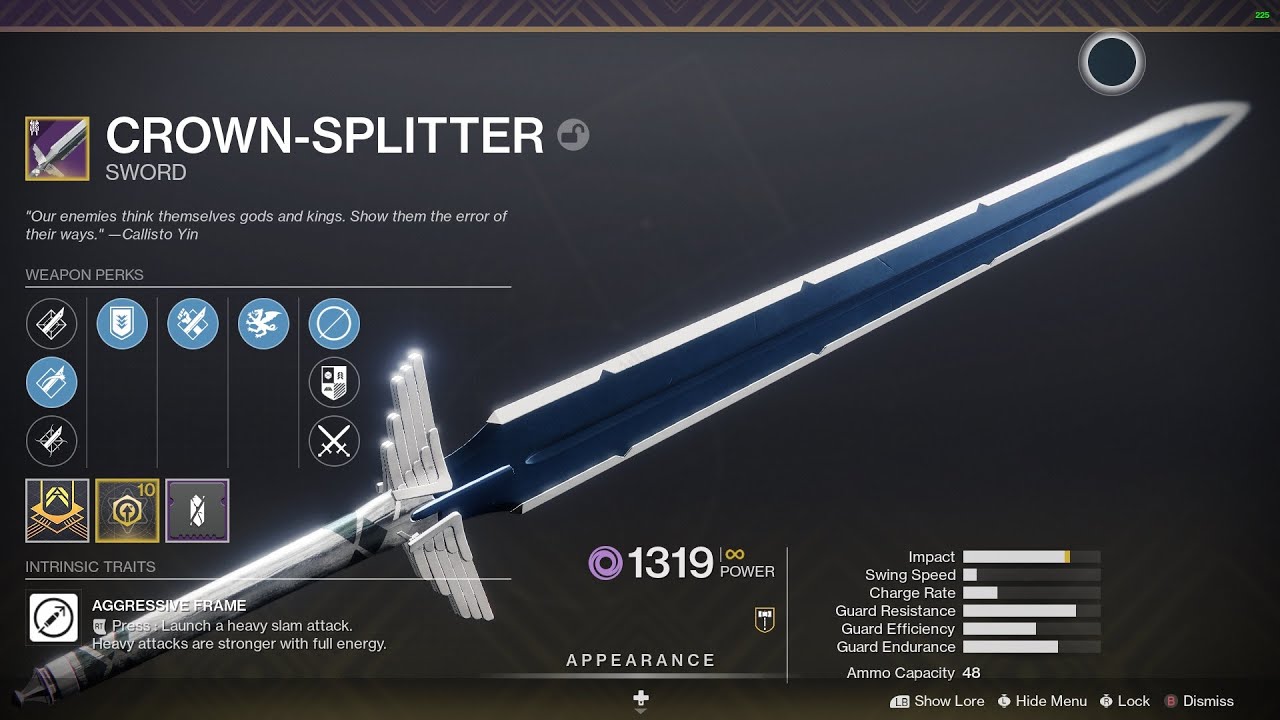 225
CROWN-SPLITTER
SWORD
"Our enemies think themselves gods and kings. Show them the error of
their ways." —Callisto Yin
WEAPON PERKS
10
INTRINSIC TRAITS
AGGRESSIVE FRAME
RT Press : Launch a heavy slam attack.
Heavy attacks are stronger with full energy.
1319
∞
POWER
APPEARANCE
Impact
Swing Speed
Charge Rate
Guard Resistance
Guard Efficiency
Guard Endurance
Ammo Capacity 48
LB Show Lore L Hide Menu R Lock B Dismiss